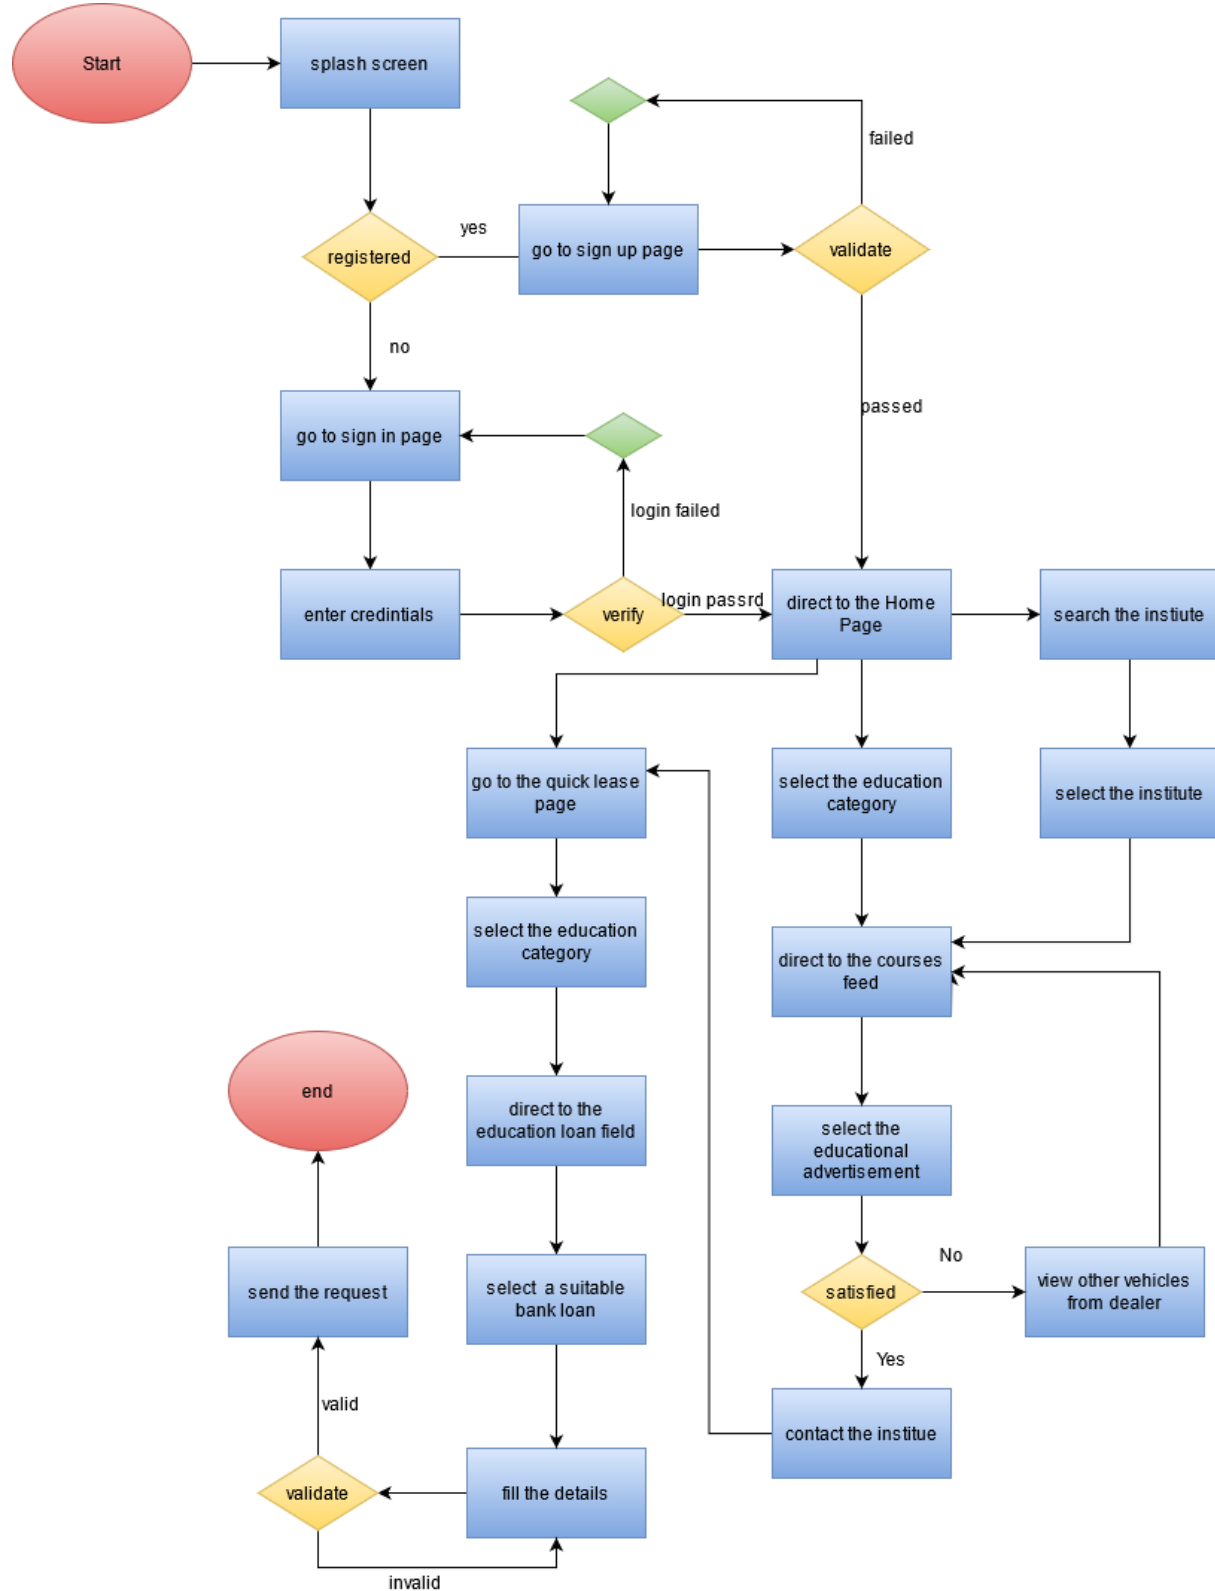 Start
splash screen
failed
yes
registered
go to sign up page
validate
no
passed
go to sign in page
login failed
enter credintials
verify
login passrd
direct to the Home
Page
search the instiute
go to the quick lease
page
select the education
category
select the institute
select the education
category
direct to the courses
feed
end
direct to the
education loan field
select the
educational
advertisement
send the request
select  a suitable
bank loan
satisfied
No
view other vehicles
from dealer
Yes
valid
contact the institue
validate
fill the details
invalid